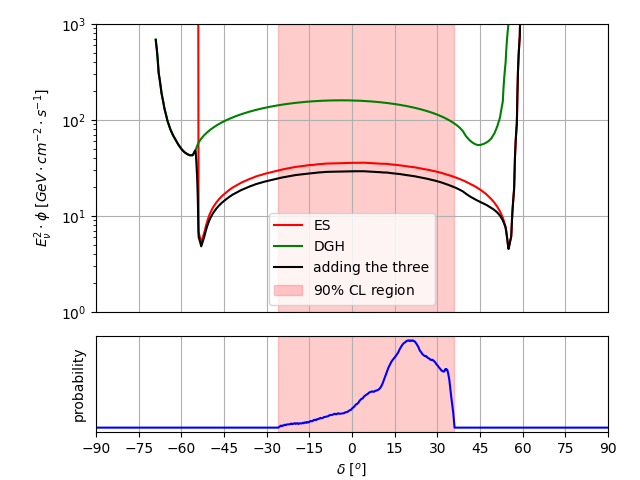 10³
10²
10¹
10⁰
E²_ν · ϕ [GeV · cm⁻² · s⁻¹]
ES
DGH
adding the three
90% CL region
probability
−90 −75 −60 −45 −30 −15 0 15 30 45 60 75 90
δ [°]